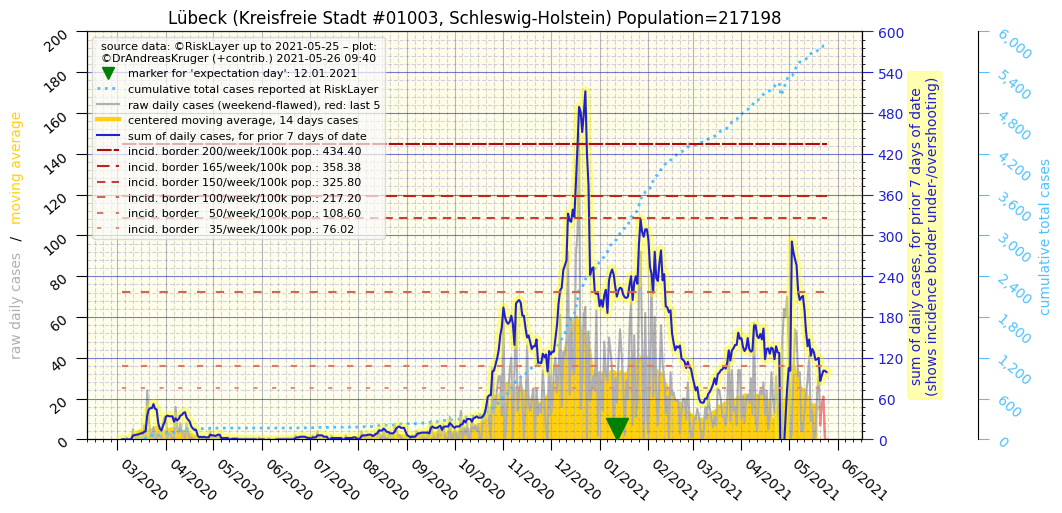 Lübeck (Kreisfreie Stadt #01003, Schleswig-Holstein) Population=217198
source data: ©RiskLayer up to 2021-05-25 – plot:
©DrAndreasKruger (+contrib.) 2021-05-26 09:40
marker for 'expectation day': 12.01.2021
cumulative total cases reported at RiskLayer
raw daily cases (weekend-flawed), red: last 5
centered moving average, 14 days cases
sum of daily cases, for prior 7 days of date
incid. border 200/week/100k pop.: 434.40
incid. border 165/week/100k pop.: 358.38
incid. border 150/week/100k pop.: 325.80
incid. border 100/week/100k pop.: 217.20
incid. border 50/week/100k pop.: 108.60
incid. border 35/week/100k pop.: 76.02
raw daily cases / moving average
200
180
160
140
120
100
80
60
40
20
0
03/2020
04/2020
05/2020
06/2020
07/2020
08/2020
09/2020
10/2020
11/2020
12/2020
01/2021
02/2021
03/2021
04/2021
05/2021
06/2021
600
540
480
420
360
300
240
180
120
60
0
sum of daily cases, for prior 7 days of date
(shows incidence border under-/overshooting)
6,000
5,400
4,800
4,200
3,600
3,000
2,400
1,800
1,200
600
0
cumulative total cases